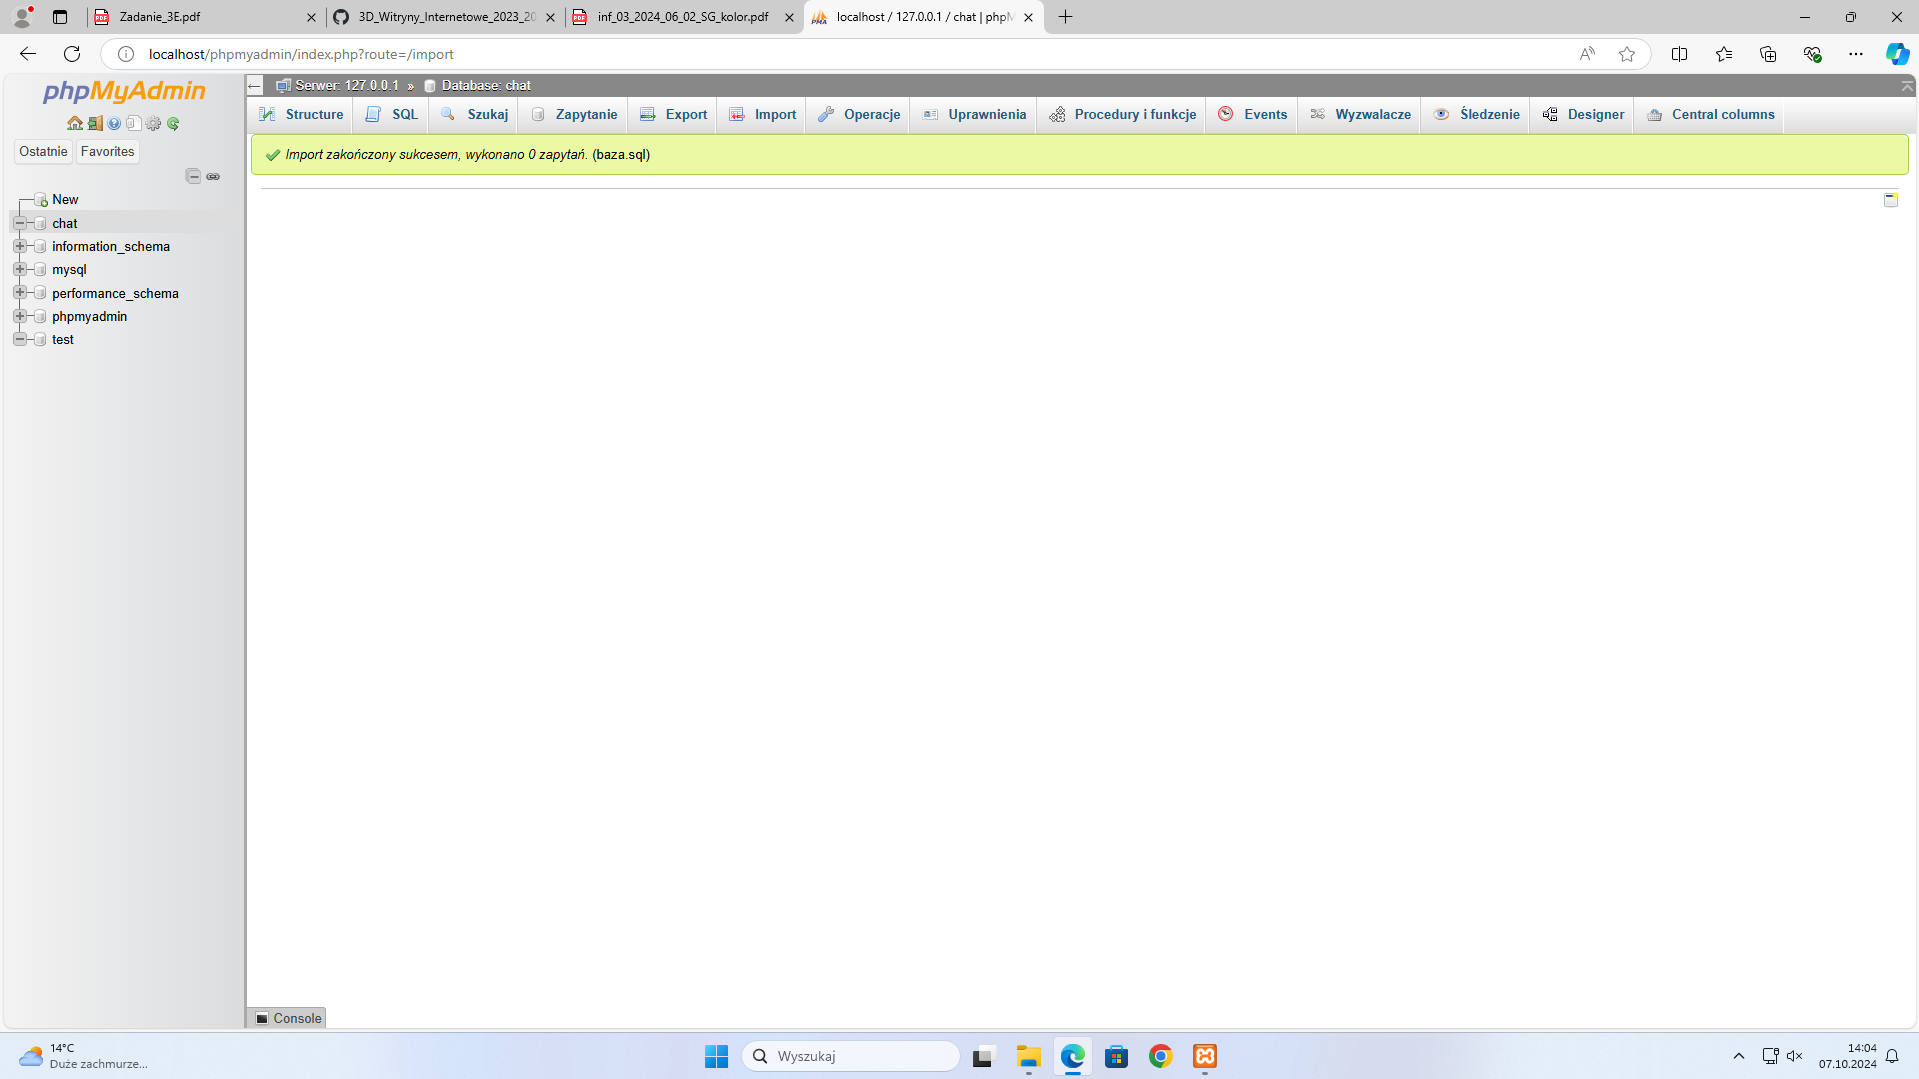 Zadanie_3E.pdf
3D_Witryny_Internetowe_2023_20
inf_03_2024_06_02_SG_kolor.pdf
localhost / 127.0.0.1 / chat | phpM
localhost/phpmyadmin/index.php?route=/import
phpMyAdmin
Ostatnie
Favorites
New
chat
information_schema
mysql
performance_schema
phpmyadmin
test
Serwer: 127.0.0.1 » Database: chat
Structure
SQL
Szukaj
Zapytanie
Export
Import
Operacje
Uprawnienia
Procedury i funkcje
Events
Wyzwalacze
Śledzenie
Designer
Central columns
Import zakończony sukcesem, wykonano 0 zapytań. (baza.sql)
Console
14°C
Duże zachmurze...
Wyszukaj
14:04
07.10.2024